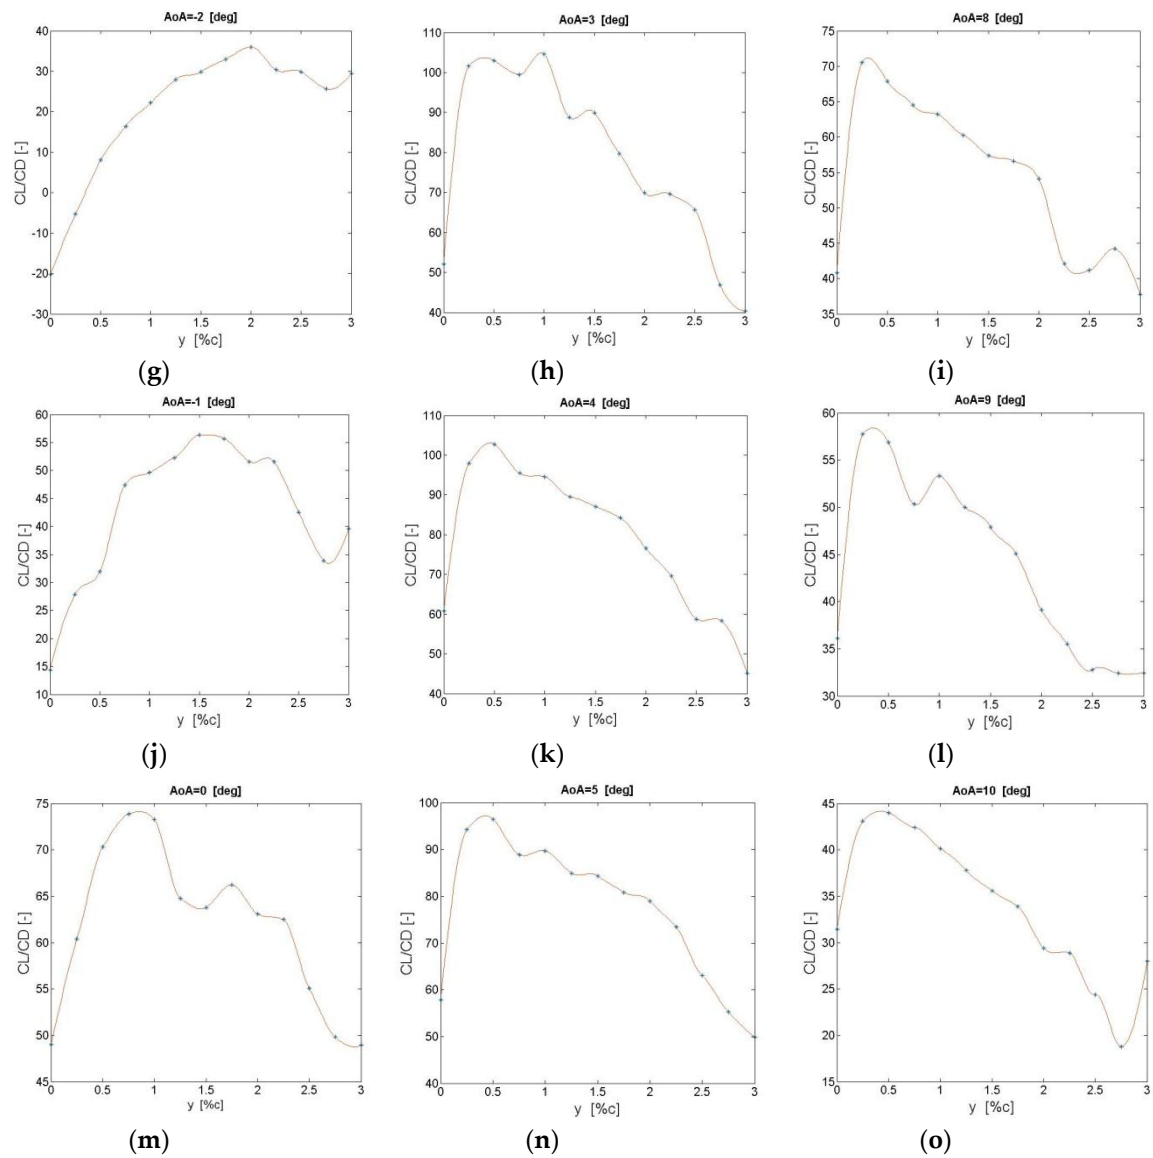 AoA=-2 [deg]
CL/CD [-]
40
30
20
10
0
-10
-20
-30
0 0.5 1 1.5 2 2.5 3
y [%c]
(g)
AoA=3 [deg]
CL/CD [-]
110
100
90
80
70
60
50
40
0 0.5 1 1.5 2 2.5 3
y [%c]
(h)
AoA=8 [deg]
CL/CD [-]
75
70
65
60
55
50
45
40
35
0 0.5 1 1.5 2 2.5 3
y [%c]
(i)
AoA=-1 [deg]
CL/CD [-]
60
55
50
45
40
35
30
25
20
15
10
0 0.5 1 1.5 2 2.5 3
y [%c]
(j)
AoA=4 [deg]
CL/CD [-]
110
100
90
80
70
60
50
40
0 0.5 1 1.5 2 2.5 3
y [%c]
(k)
AoA=9 [deg]
CL/CD [-]
60
55
50
45
40
35
30
0 0.5 1 1.5 2 2.5 3
y [%c]
(l)
AoA=0 [deg]
CL/CD [-]
75
70
65
60
55
50
45
0 0.5 1 1.5 2 2.5 3
y [%c]
(m)
AoA=5 [deg]
CL/CD [-]
100
90
80
70
60
50
40
0 0.5 1 1.5 2 2.5 3
y [%c]
(n)
AoA=10 [deg]
CL/CD [-]
45
40
35
30
25
20
15
0 0.5 1 1.5 2 2.5 3
y [%c]
(o)